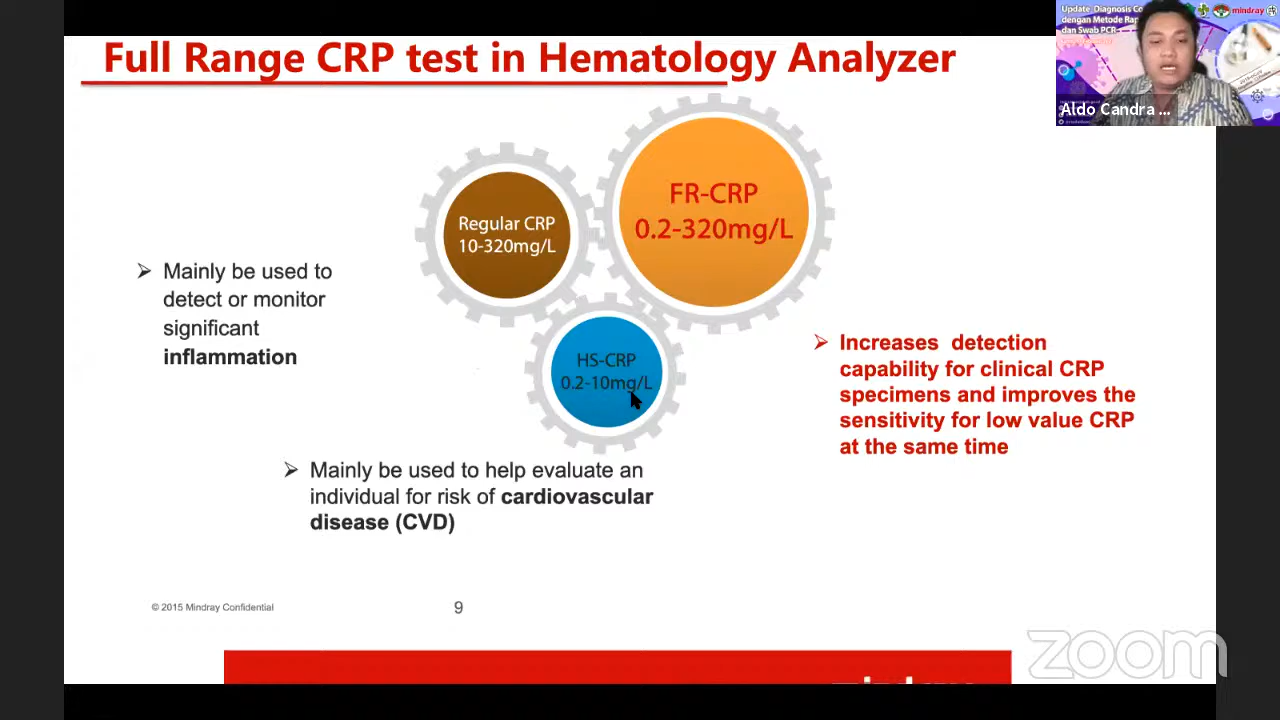 Full Range CRP test in Hematology Analyzer
Update Diagnosis Co
dengan Metode Rap
dan Swab PCR
mindray
Aldo Candra ...
Regular CRP
10-320mg/L
FR-CRP
0.2-320mg/L
Mainly be used to
detect or monitor
significant
inflammation
HS-CRP
0.2-10mg/L
Increases detection
capability for clinical CRP
specimens and improves the
sensitivity for low value CRP
at the same time
Mainly be used to help evaluate an
individual for risk of cardiovascular
disease (CVD)
© 2015 Mindray Confidential
9
zoom